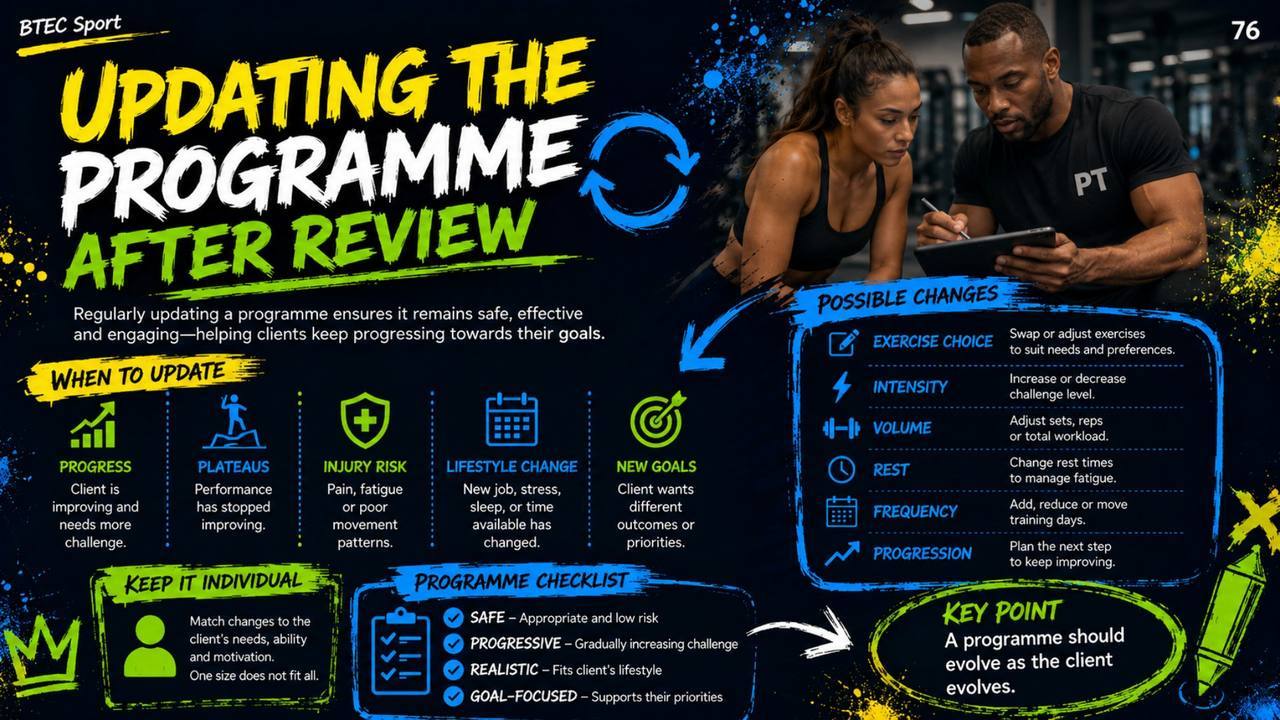 BTEC Sport
76
UPDATING THE
PROGRAMME
AFTER REVIEW
Regularly updating a programme ensures it remains safe, effective
and engaging—helping clients keep progressing towards their goals.
PT
WHEN TO UPDATE
PROGRESS
Client is
improving and
needs more
challenge.
PLATEAUS
Performance
has stopped
improving.
INJURY RISK
Pain, fatigue
or poor
movement
patterns.
LIFESTYLE CHANGE
New job, stress,
sleep, or time
available has
changed.
NEW GOALS
Client wants
different
outcomes or
priorities.
POSSIBLE CHANGES
EXERCISE CHOICE
Swap or adjust exercises
to suit needs and preferences.
INTENSITY
Increase or decrease
challenge level.
VOLUME
Adjust sets, reps
or total workload.
REST
Change rest times
to manage fatigue.
FREQUENCY
Add, reduce or move
training days.
PROGRESSION
Plan the next step
to keep improving.
KEEP IT INDIVIDUAL
Match changes to the
client's needs, ability
and motivation.
One size does not fit all.
PROGRAMME CHECKLIST
SAFE – Appropriate and low risk
PROGRESSIVE – Gradually increasing challenge
REALISTIC – Fits client's lifestyle
GOAL-FOCUSED – Supports their priorities
KEY POINT
A programme should
evolve as the client
evolves.